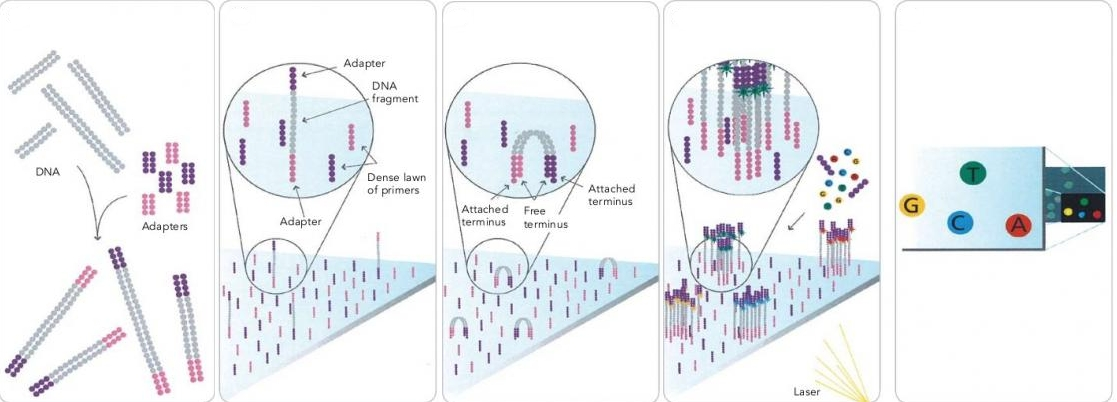 DNA
Adapters
Adapter
DNA
fragment
Dense lawn
of primers
Adapter
Attached
terminus
Free
terminus
Attached
terminus
Laser
T
G
C
A